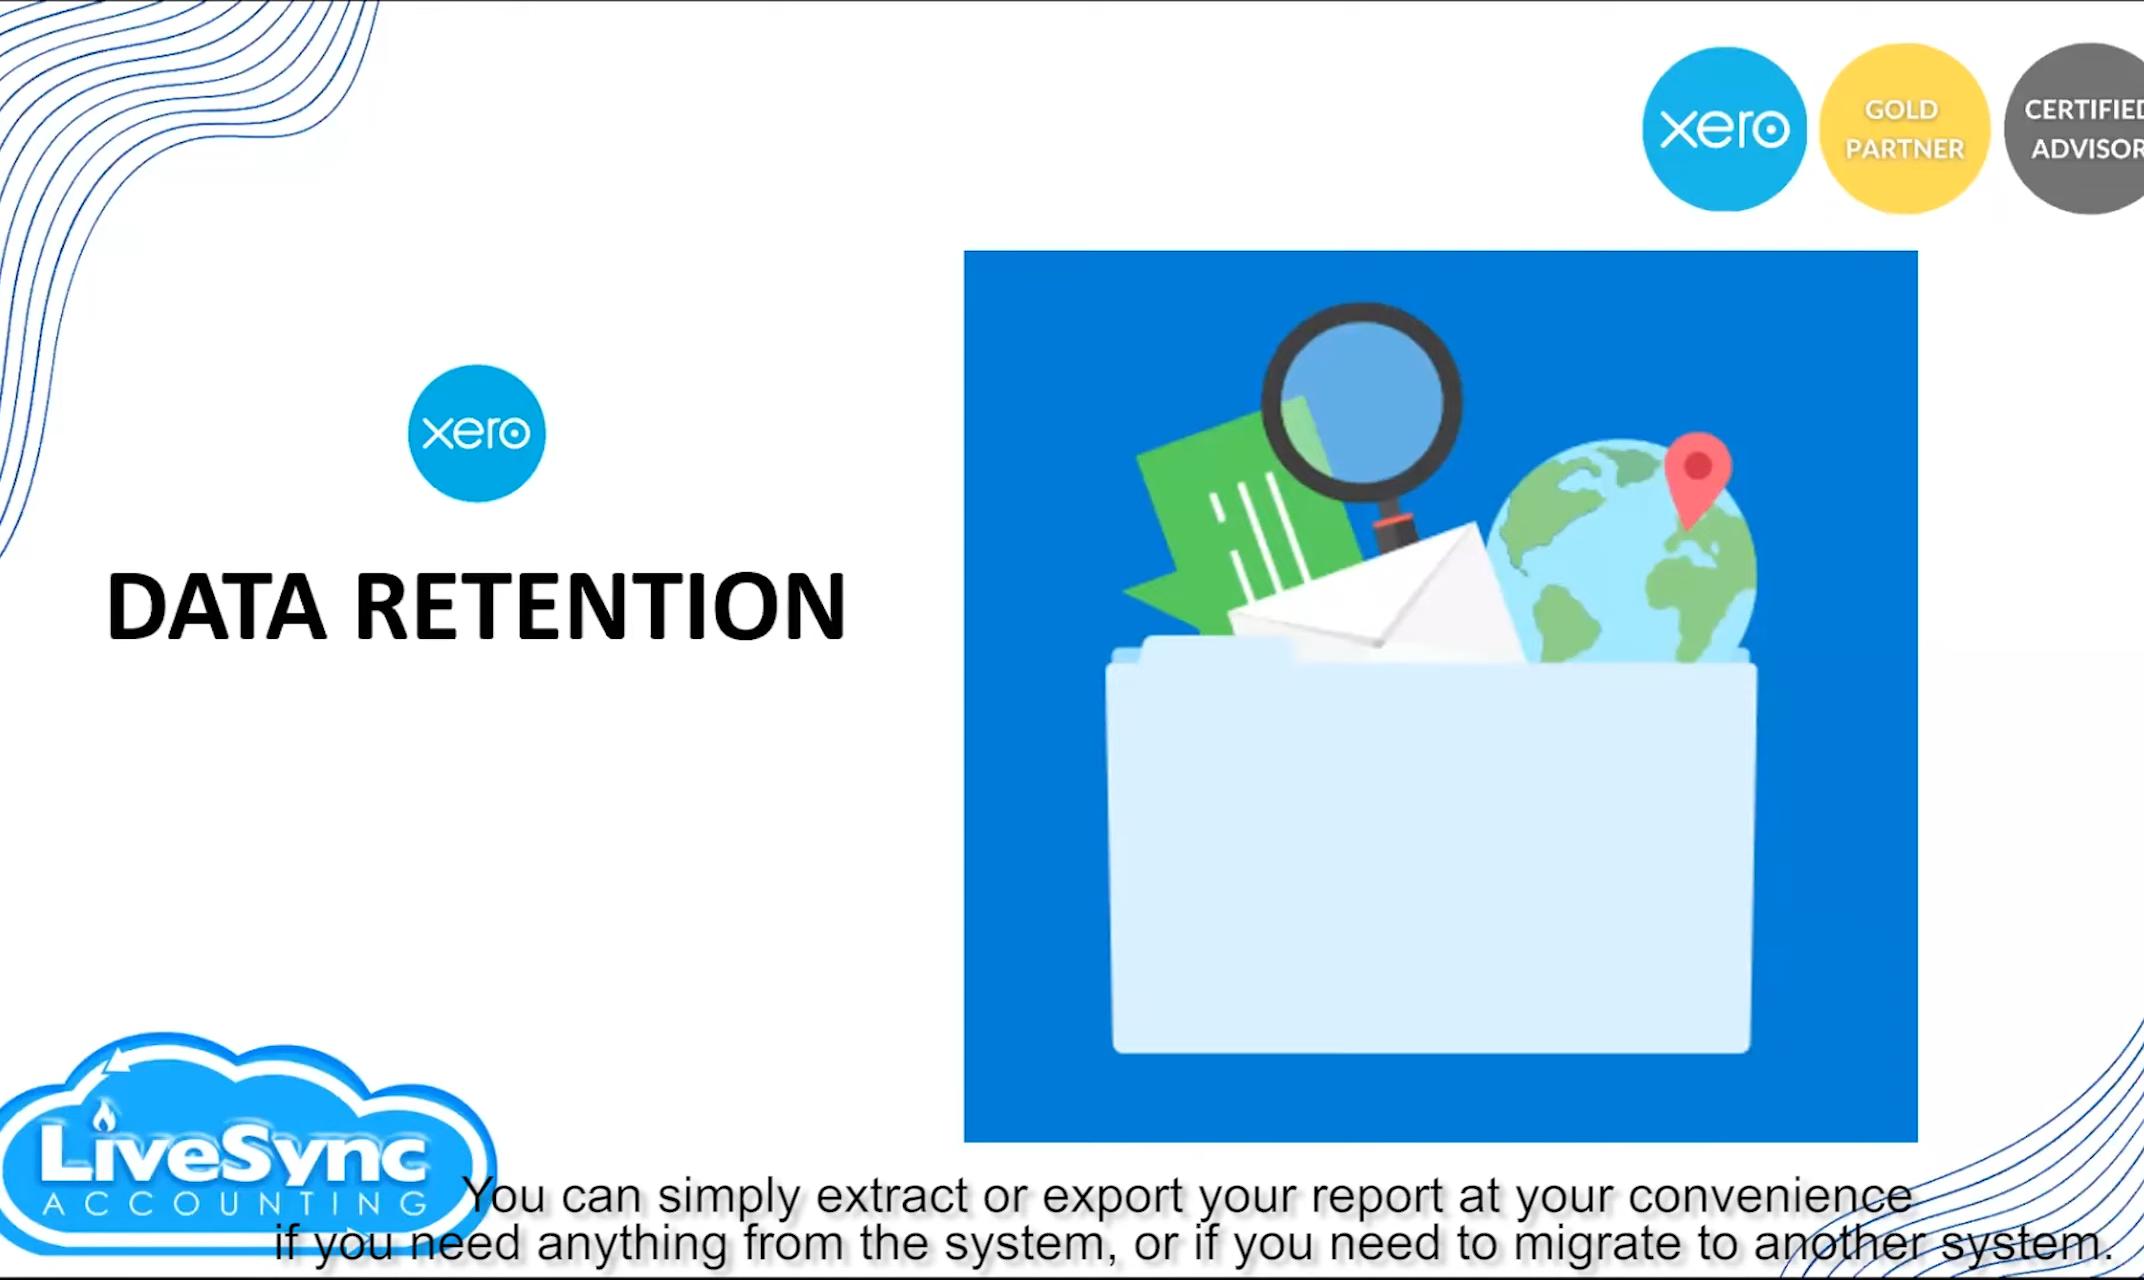 xero
GOLD
PARTNER
CERTIFIED
ADVISOR
xero
DATA RETENTION
LiveSync
ACCOUNTING
You can simply extract or export your report at your convenience
if you need anything from the system, or if you need to migrate to another system.